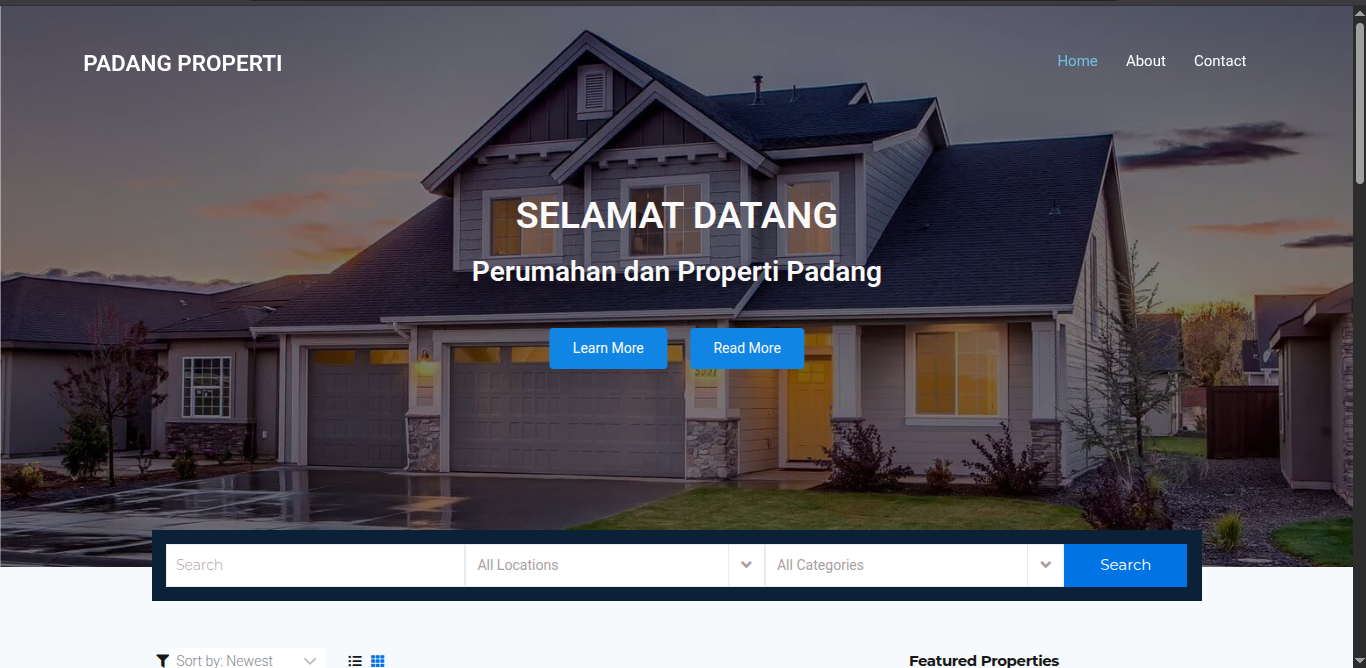 PADANG PROPERTI
Home About Contact
SELAMAT DATANG
Perumahan dan Properti Padang
Learn More Read More
Search All Locations All Categories Search
Sort by: Newest
Featured Properties